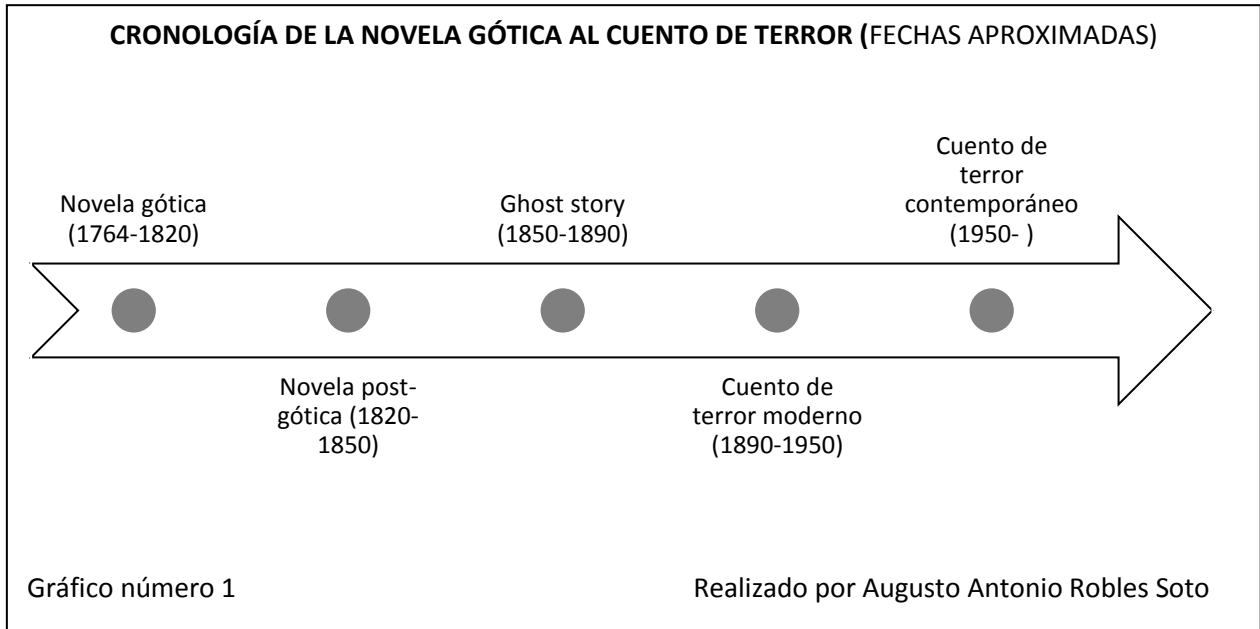 CRONOLOGÍA DE LA NOVELA GÓTICA AL CUENTO DE TERROR (FECHAS APROXIMADAS)
Novela gótica
(1764-1820)
Novela post-
gótica (1820-
1850)
Ghost story
(1850-1890)
Cuento de
terror moderno
(1890-1950)
Cuento de
terror
contemporáneo
(1950- )
Gráfico número 1
Realizado por Augusto Antonio Robles Soto